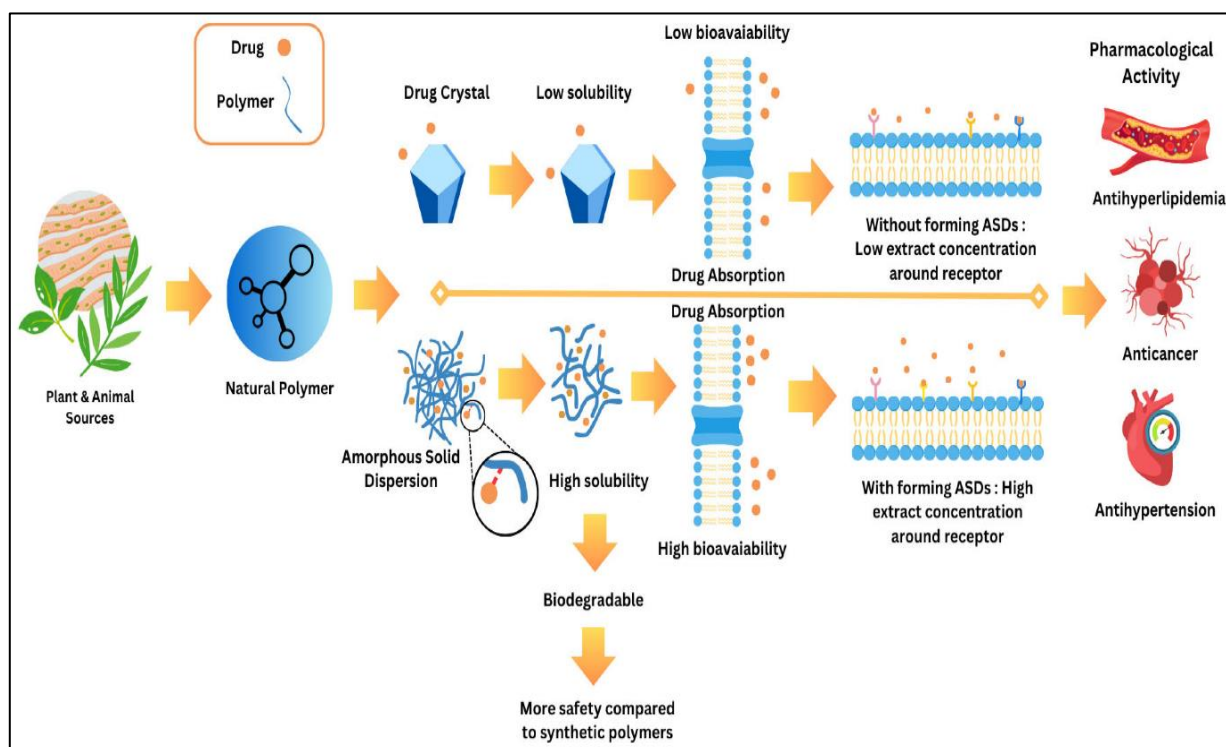 Drug
Polymer
Plant & Animal
Sources
Natural Polymer
Drug Crystal
Low solubility
Low bioavaiability
Drug Absorption
Without forming ASDs :
Low extract concentration
around receptor
Amorphous Solid
Dispersion
High solubility
Drug Absorption
High bioavaiability
With forming ASDs : High
extract concentration
around receptor
Biodegradable
More safety compared
to synthetic polymers
Pharmacological
Activity
Antihyperlipidemia
Anticancer
Antihypertension